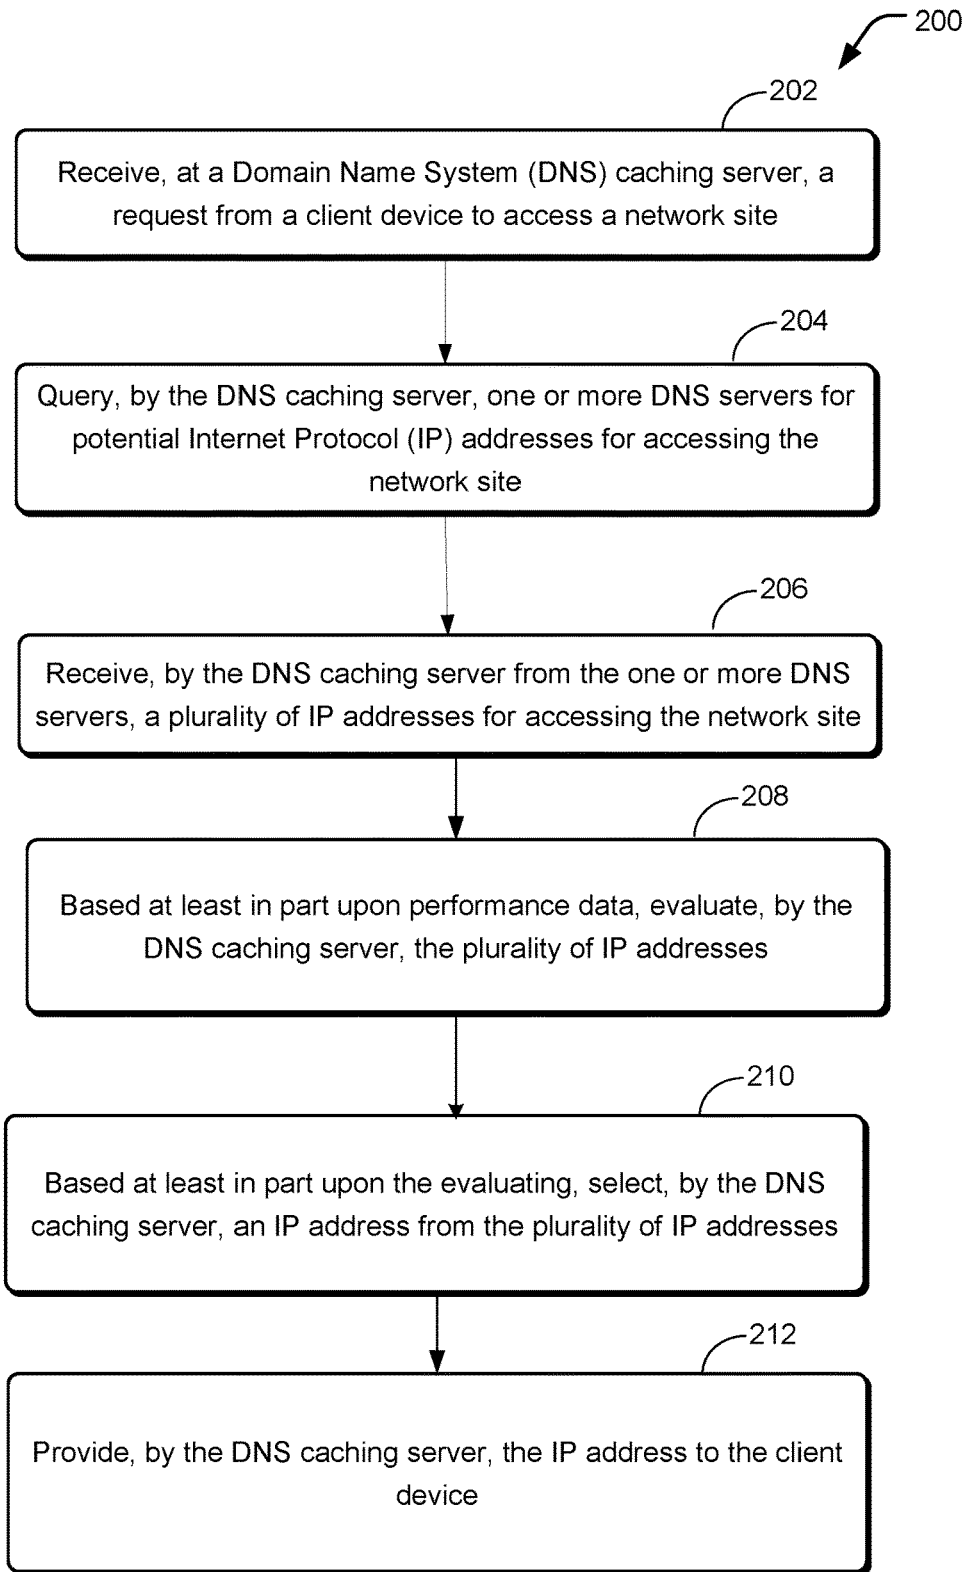 200
202
Receive, at a Domain Name System (DNS) caching server, a
request from a client device to access a network site
204
Query, by the DNS caching server, one or more DNS servers for
potential Internet Protocol (IP) addresses for accessing the
network site
206
Receive, by the DNS caching server from the one or more DNS
servers, a plurality of IP addresses for accessing the network site
208
Based at least in part upon performance data, evaluate, by the
DNS caching server, the plurality of IP addresses
210
Based at least in part upon the evaluating, select, by the DNS
caching server, an IP address from the plurality of IP addresses
212
Provide, by the DNS caching server, the IP address to the client
device